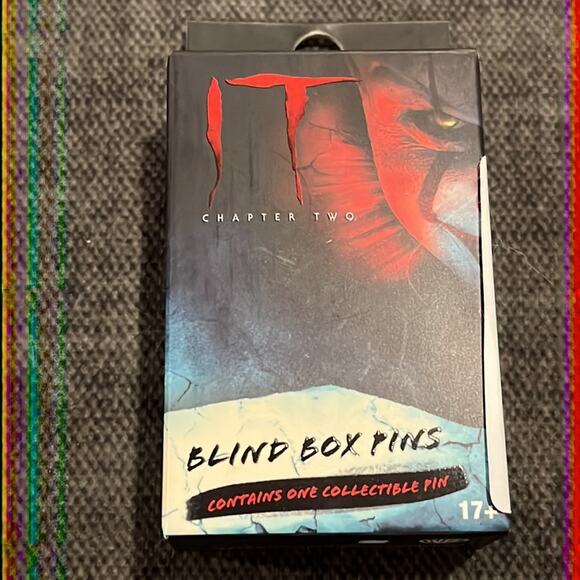 IT
CHAPTER TWO
BLIND BOX PINS
CONTAINS ONE COLLECTIBLE PIN
17+